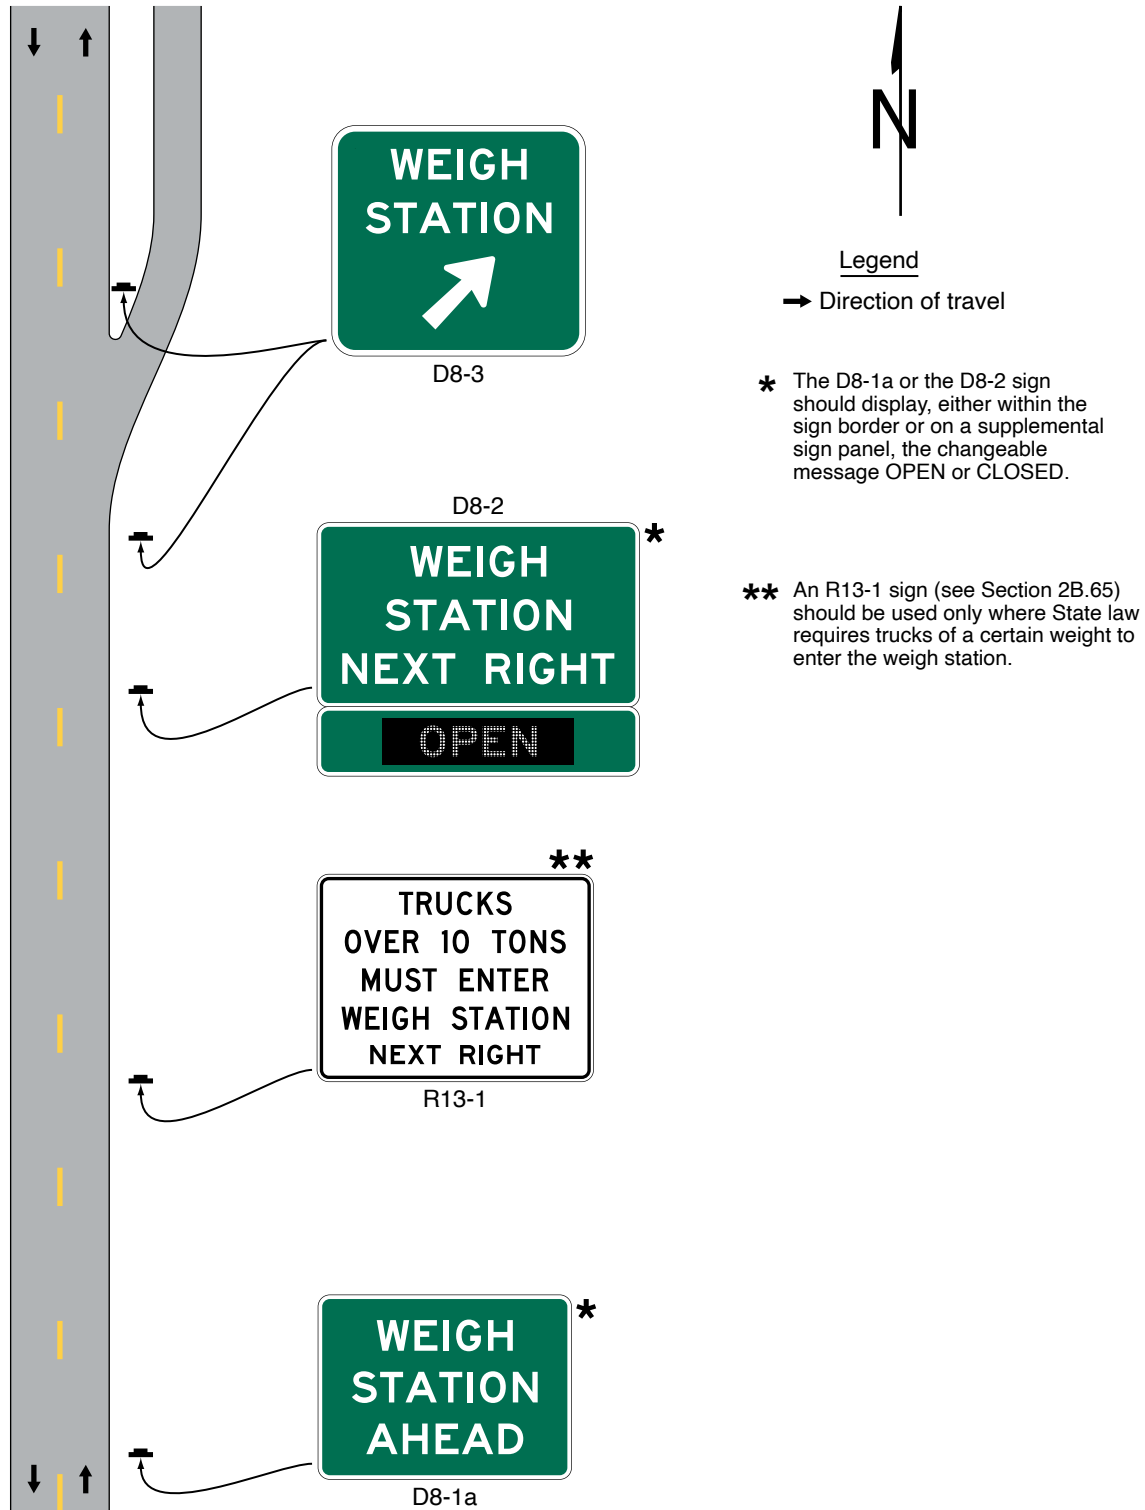 WEIGH
STATION
D8-3
N
Legend
Direction of travel
* The D8-1a or the D8-2 sign
should display, either within the
sign border or on a supplemental
sign panel, the changeable
message OPEN or CLOSED.
D8-2
*
WEIGH
STATION
NEXT RIGHT
OPEN
** An R13-1 sign (see Section 2B.65)
should be used only where State law
requires trucks of a certain weight to
enter the weigh station.
**
TRUCKS
OVER 10 TONS
MUST ENTER
WEIGH STATION
NEXT RIGHT
R13-1
*
WEIGH
STATION
AHEAD
D8-1a